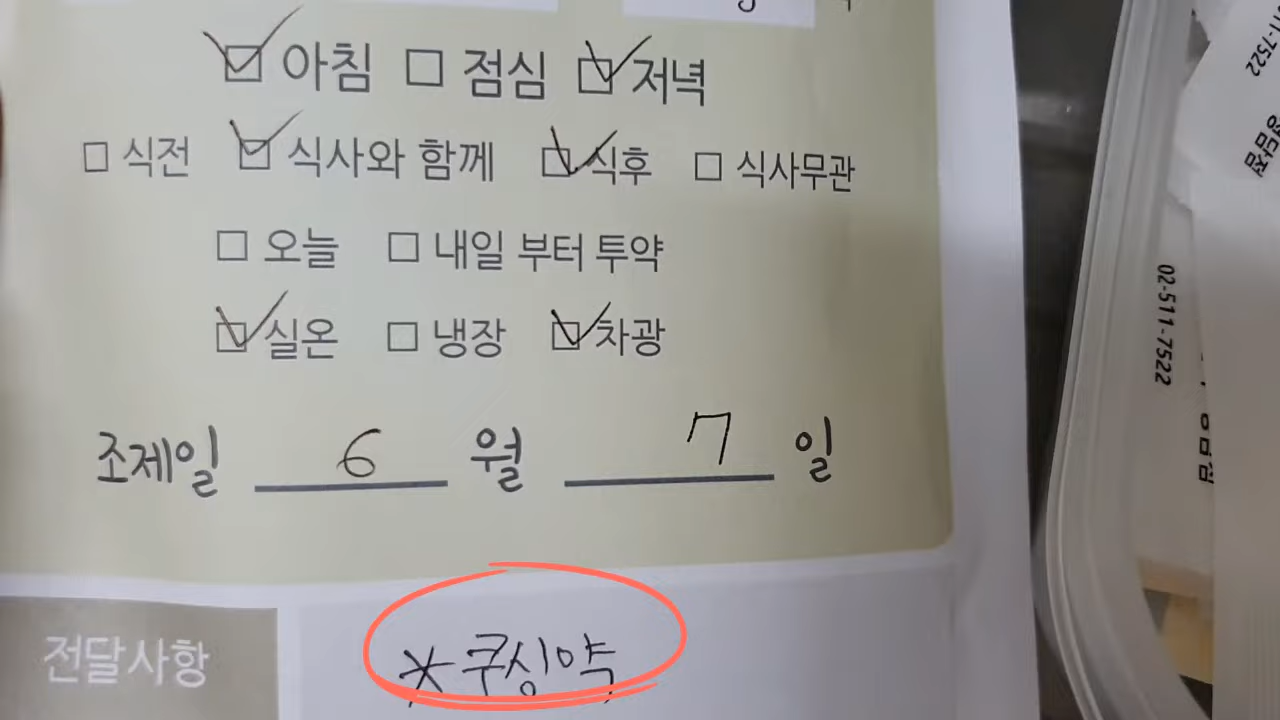 아침 점심 저녁
식전 식사와 함께 식후 식사무관
오늘 내일 부터 투약
실온 냉장 차광
조제일 6 월 7 일
전달사항
*쿠싱약
02-511-7522